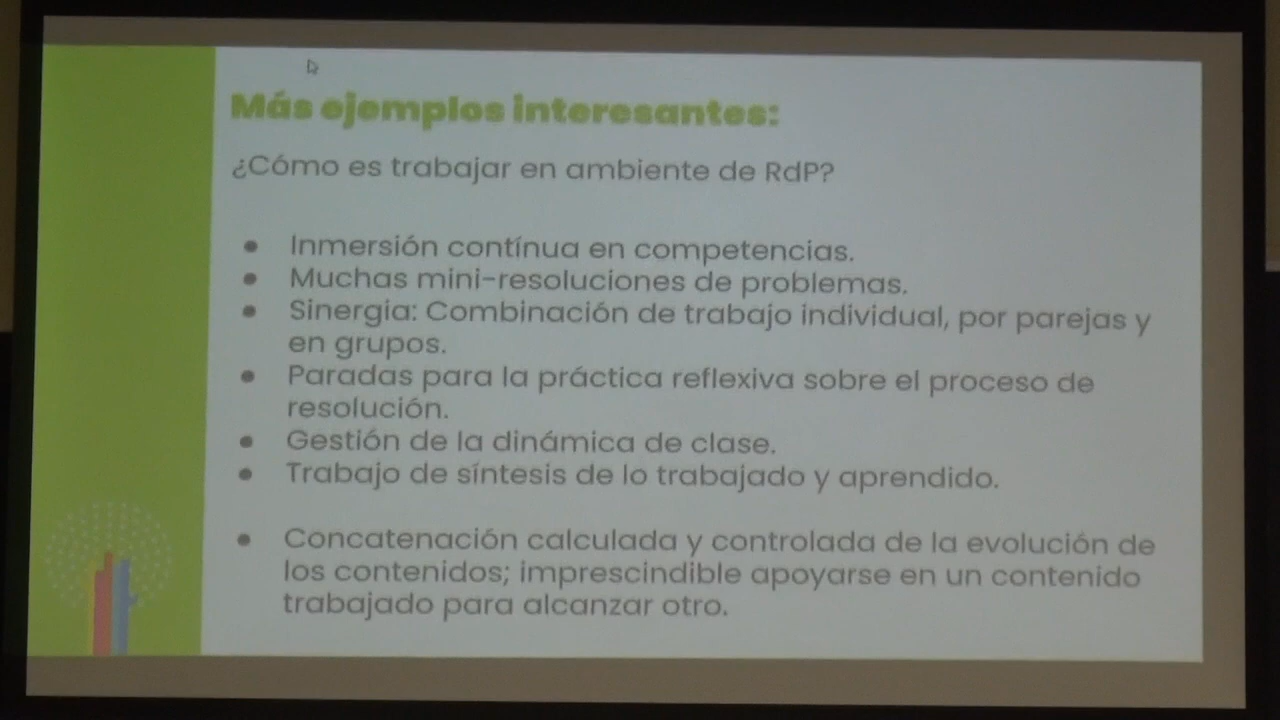 Más ejemplos interesantes:
¿Cómo es trabajar en ambiente de RdP?
● Inmersión contínua en competencias.
● Muchas mini-resoluciones de problemas.
● Sinergia: Combinación de trabajo individual, por parejas y
en grupos.
● Paradas para la práctica reflexiva sobre el proceso de
resolución.
● Gestión de la dinámica de clase.
● Trabajo de síntesis de lo trabajado y aprendido.
● Concatenación calculada y controlada de la evolución de
los contenidos; imprescindible apoyarse en un contenido
trabajado para alcanzar otro.